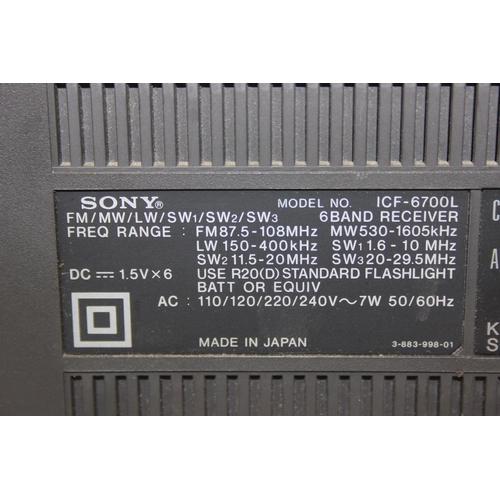 SONY® MODEL NO. ICF-6700L
FM/MW/LW/SW1/SW2/SW3 6BAND RECEIVER
FREQ RANGE : FM87.5-108MHz MW530-1605kHz
LW 150-400kHz SW1 1.6-10 MHz
SW2 11.5-20MHz SW3 20-29.5MHz
DC ⎓ 1.5V×6 USE R20(D) STANDARD FLASHLIGHT
BATT OR EQUIV
AC : 110/120/220/240V～7W 50/60Hz
MADE IN JAPAN 3-883-998-01
C
A
K
S